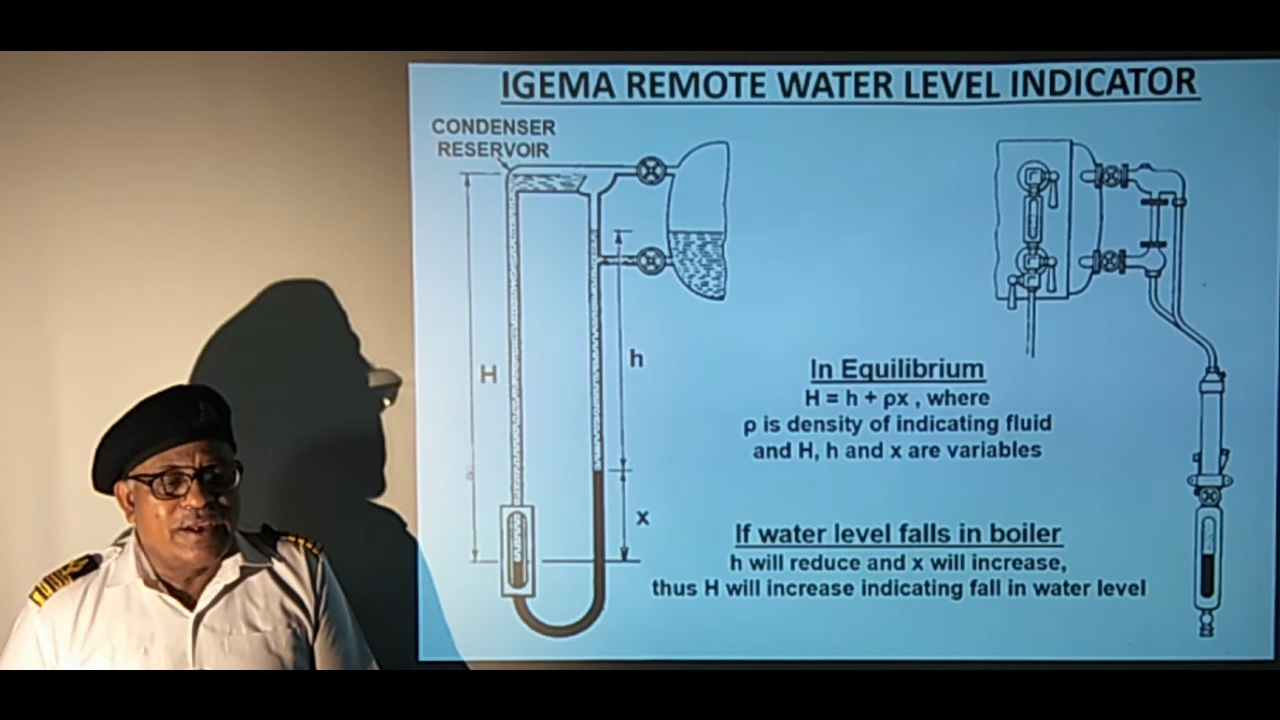 IGEMA REMOTE WATER LEVEL INDICATOR
CONDENSER
RESERVOIR
H
h
x
In Equilibrium
H = h + ρx , where
ρ is density of indicating fluid
and H, h and x are variables
If water level falls in boiler
h will reduce and x will increase,
thus H will increase indicating fall in water level